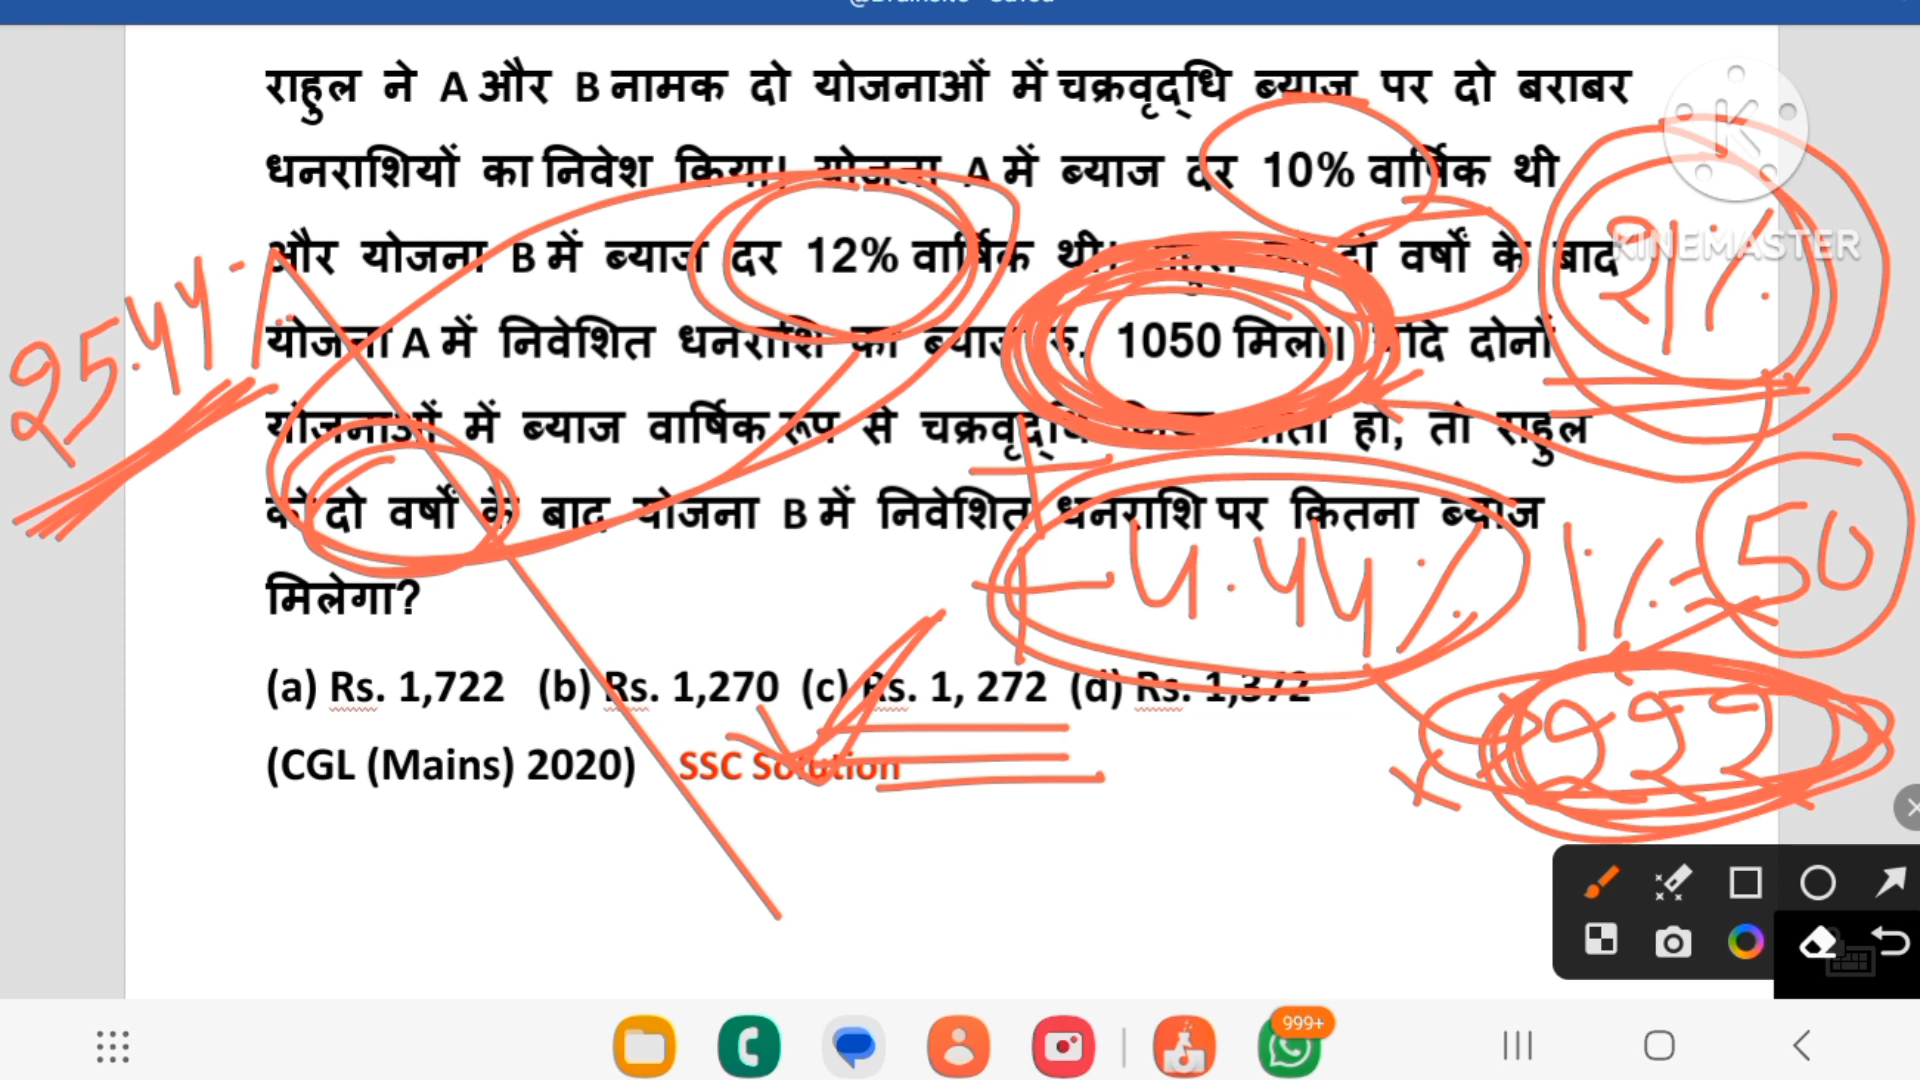 राहुल ने A और B नामक दो योजनाओं में चक्रवृद्धि ब्याज पर दो बराबर
धनराशियों का निवेश किया। योजना A में ब्याज दर 10% वार्षिक थी
और योजना B में ब्याज दर 12% वार्षिक थी। दो वर्षों के बाद
योजना A में निवेशित धनराशि का ब्याज रु. 1050 मिला। यदि दोनों
योजनाओं में ब्याज वार्षिक रूप से चक्रवृद्धि हो, तो राहुल
को दो वर्षों के बाद योजना B में निवेशित धनराशि पर कितना ब्याज
मिलेगा?
(a) Rs. 1,722 (b) Rs. 1,270 (c) Rs. 1, 272 (d) Rs. 1,372
(CGL (Mains) 2020) SSC Solution
25.44%
21%
4.44%
1% = 50
222
KINEMASTER
999+